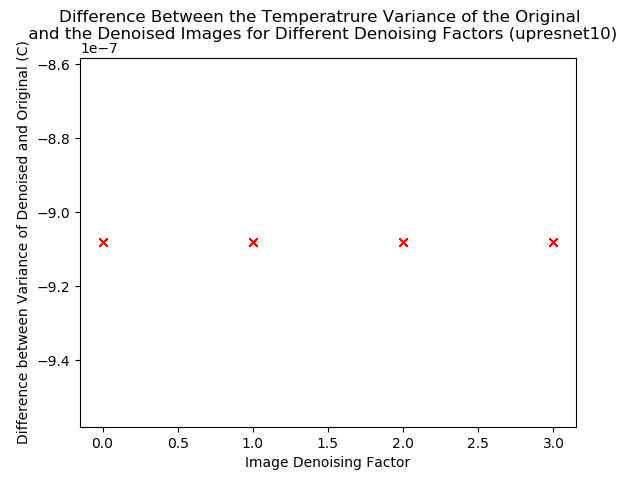 Difference Between the Temperatrure Variance of the Original
and the Denoised Images for Different Denoising Factors (upresnet10)
1e−7
−8.6
−8.8
−9.0
−9.2
−9.4
Difference between Variance of Denoised and Original (C)
0.0 0.5 1.0 1.5 2.0 2.5 3.0
Image Denoising Factor